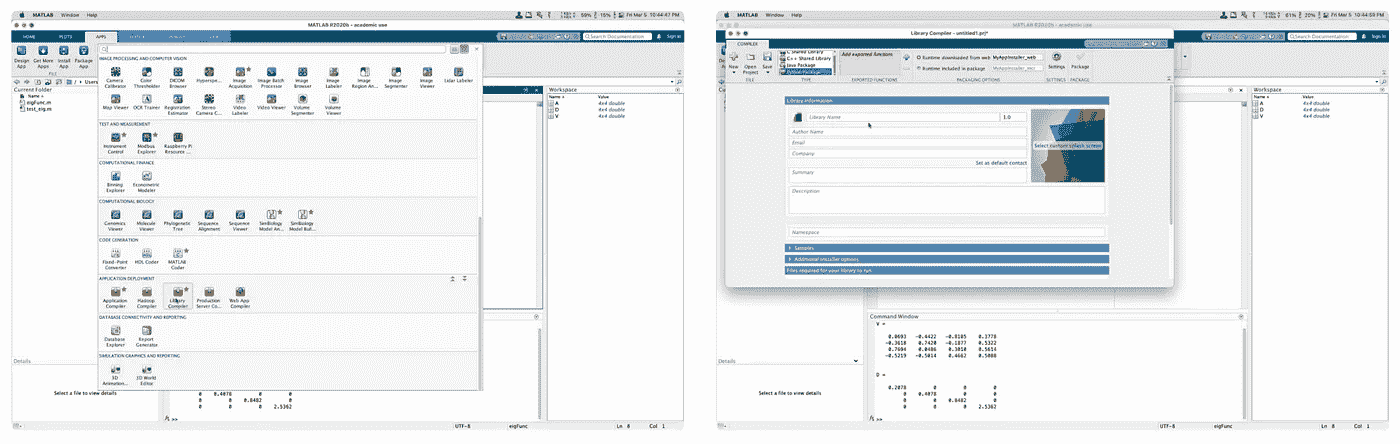 MATLAB Window Help
59% 15% Fri Mar 5 10:44:47 PM
MATLAB R2020b - academic use
HOME PLOTS APPS
Search Documentation Sign In
Design App
Get More Apps
Install App
Package App
FILE
Current Folder
Name
eigFunc.m
test_eig.m
Details
Select a file to view details
IMAGE PROCESSING AND COMPUTER VISION
Camera Calibrator
Color Thresholder
DICOM Browser
Hyperspe...
Image Acquisition
Image Batch Processor
Image Browser
Image Region An...
Image Segmenter
Image Viewer
Lidar Labeler
Map Viewer
OCR Trainer
Registration Estimator
Stereo Camera C...
Video Labeler
Video Viewer
Volume Segmenter
Volume Viewer
TEST AND MEASUREMENT
Instrument Control
Modbus Explorer
Raspberry Pi Resource ...
COMPUTATIONAL FINANCE
Binning Explorer
Econometric Modeler
COMPUTATIONAL BIOLOGY
Genomics Viewer
Molecule Viewer
Phylogenetic Tree
Sequence Alignment
Sequence Viewer
SimBiology Model An...
SimBiology Model Buil...
CODE GENERATION
Fixed-Point Converter
HDL Coder
MATLAB Coder
APPLICATION DEPLOYMENT
Application Compiler
Hadoop Compiler
Library Compiler
Production Server Co...
Web App Compiler
DATABASE CONNECTIVITY AND REPORTING
Database Explorer
Report Generator
SIMULATION GRAPHICS AND REPORTING
3D Animation...
3D World Editor
Workspace
Name Value
A 4x4 double
D 4x4 double
V 4x4 double
0 0.4078 0 0
0 0 0.8482 0
0 0 0 2.5362
fx >>
UTF-8 eigFunc Ln 8 Col 1
MATLAB Window Help
61% 20% Fri Mar 5 10:44:58 PM
MATLAB R2020b - academic use
Search Documentation Sign In
Library Compiler - untitled1.prj*
COMPILER
New
Open Project
Save
C Shared Library
C++ Shared Library
Java Package
Python Package
Add exported functions
Runtime downloaded from web MyAppInstaller_web
Runtime included in package MyAppInstaller_mcr
Settings
Package
FILE TYPE EXPORTED FUNCTIONS PACKAGING OPTIONS SETTINGS PACKAGE
Library information
Library Name 1.0
Author Name
Email
Company
Set as default contact
Summary
Description
Select custom splash screen
Namespace
Samples
Additional installer options
Files required for your library to run
Workspace
Name Value
A 4x4 double
D 4x4 double
V 4x4 double
Details
Select a file to view details
Command Window
V =
0.0693 -0.4422 -0.8105 0.3778
-0.3618 0.7420 -0.1877 0.5322
0.7604 0.0486 0.3010 0.5614
-0.5219 -0.5014 0.4662 0.5088
D =
0.2078 0 0 0
0 0.4078 0 0
0 0 0.8482 0
0 0 0 2.5362
fx >>
UTF-8 eigFunc Ln 8 Col 1